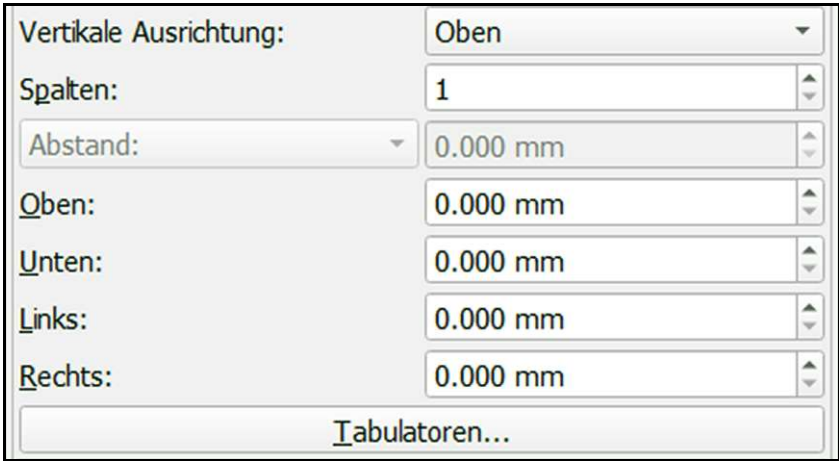 Vertikale Ausrichtung: Oben
Spalten: 1
Abstand: 0.000 mm
Oben: 0.000 mm
Unten: 0.000 mm
Links: 0.000 mm
Rechts: 0.000 mm
Tabulatoren...